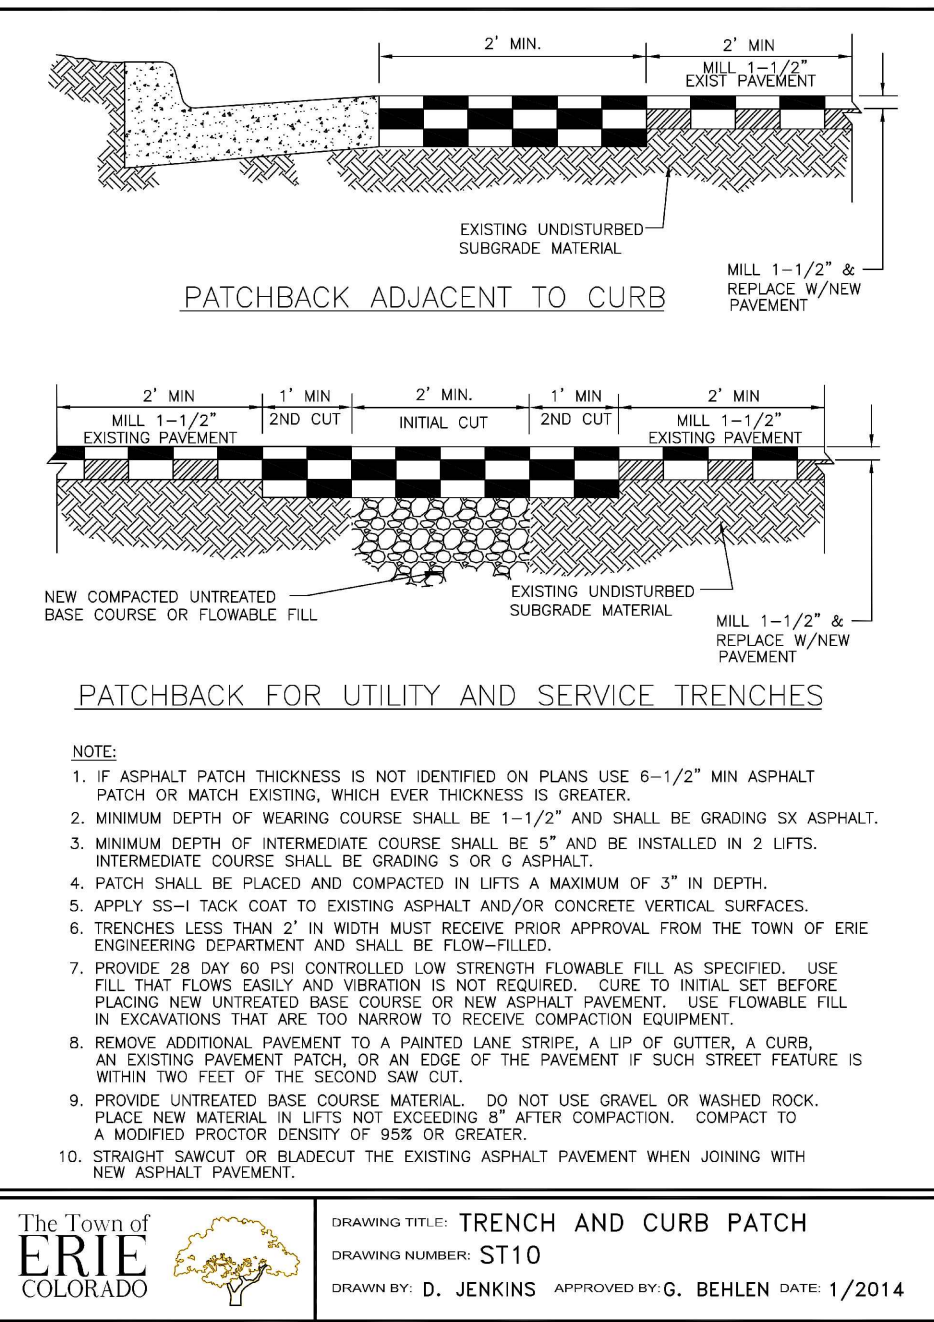 2' MIN.
2' MIN
MILL 1-1/2"
EXIST PAVEMENT
EXISTING UNDISTURBED
SUBGRADE MATERIAL
MILL 1-1/2" &
REPLACE W/NEW
PAVEMENT
PATCHBACK ADJACENT TO CURB
2' MIN
1' MIN
2' MIN.
1' MIN
2' MIN
MILL 1-1/2"
EXISTING PAVEMENT
2ND CUT
INITIAL CUT
2ND CUT
MILL 1-1/2"
EXISTING PAVEMENT
NEW COMPACTED UNTREATED
BASE COURSE OR FLOWABLE FILL
EXISTING UNDISTURBED
SUBGRADE MATERIAL
MILL 1-1/2" &
REPLACE W/NEW
PAVEMENT
PATCHBACK FOR UTILITY AND SERVICE TRENCHES
NOTE:
1. IF ASPHALT PATCH THICKNESS IS NOT IDENTIFIED ON PLANS USE 6-1/2" MIN ASPHALT
PATCH OR MATCH EXISTING, WHICH EVER THICKNESS IS GREATER.
2. MINIMUM DEPTH OF WEARING COURSE SHALL BE 1-1/2" AND SHALL BE GRADING SX ASPHALT.
3. MINIMUM DEPTH OF INTERMEDIATE COURSE SHALL BE 5" AND BE INSTALLED IN 2 LIFTS.
INTERMEDIATE COURSE SHALL BE GRADING S OR G ASPHALT.
4. PATCH SHALL BE PLACED AND COMPACTED IN LIFTS A MAXIMUM OF 3" IN DEPTH.
5. APPLY SS-I TACK COAT TO EXISTING ASPHALT AND/OR CONCRETE VERTICAL SURFACES.
6. TRENCHES LESS THAN 2' IN WIDTH MUST RECEIVE PRIOR APPROVAL FROM THE TOWN OF ERIE
ENGINEERING DEPARTMENT AND SHALL BE FLOW-FILLED.
7. PROVIDE 28 DAY 60 PSI CONTROLLED LOW STRENGTH FLOWABLE FILL AS SPECIFIED. USE
FILL THAT FLOWS EASILY AND VIBRATION IS NOT REQUIRED. CURE TO INITIAL SET BEFORE
PLACING NEW UNTREATED BASE COURSE OR NEW ASPHALT PAVEMENT. USE FLOWABLE FILL
IN EXCAVATIONS THAT ARE TOO NARROW TO RECEIVE COMPACTION EQUIPMENT.
8. REMOVE ADDITIONAL PAVEMENT TO A PAINTED LANE STRIPE, A LIP OF GUTTER, A CURB,
AN EXISTING PAVEMENT PATCH, OR AN EDGE OF THE PAVEMENT IF SUCH STREET FEATURE IS
WITHIN TWO FEET OF THE SECOND SAW CUT.
9. PROVIDE UNTREATED BASE COURSE MATERIAL. DO NOT USE GRAVEL OR WASHED ROCK.
PLACE NEW MATERIAL IN LIFTS NOT EXCEEDING 8" AFTER COMPACTION. COMPACT TO
A MODIFIED PROCTOR DENSITY OF 95% OR GREATER.
10. STRAIGHT SAWCUT OR BLADECUT THE EXISTING ASPHALT PAVEMENT WHEN JOINING WITH
NEW ASPHALT PAVEMENT.
The Town of
ERIE
COLORADO
DRAWING TITLE: TRENCH AND CURB PATCH
DRAWING NUMBER: ST10
DRAWN BY: D. JENKINS APPROVED BY: G. BEHLEN DATE: 1/2014